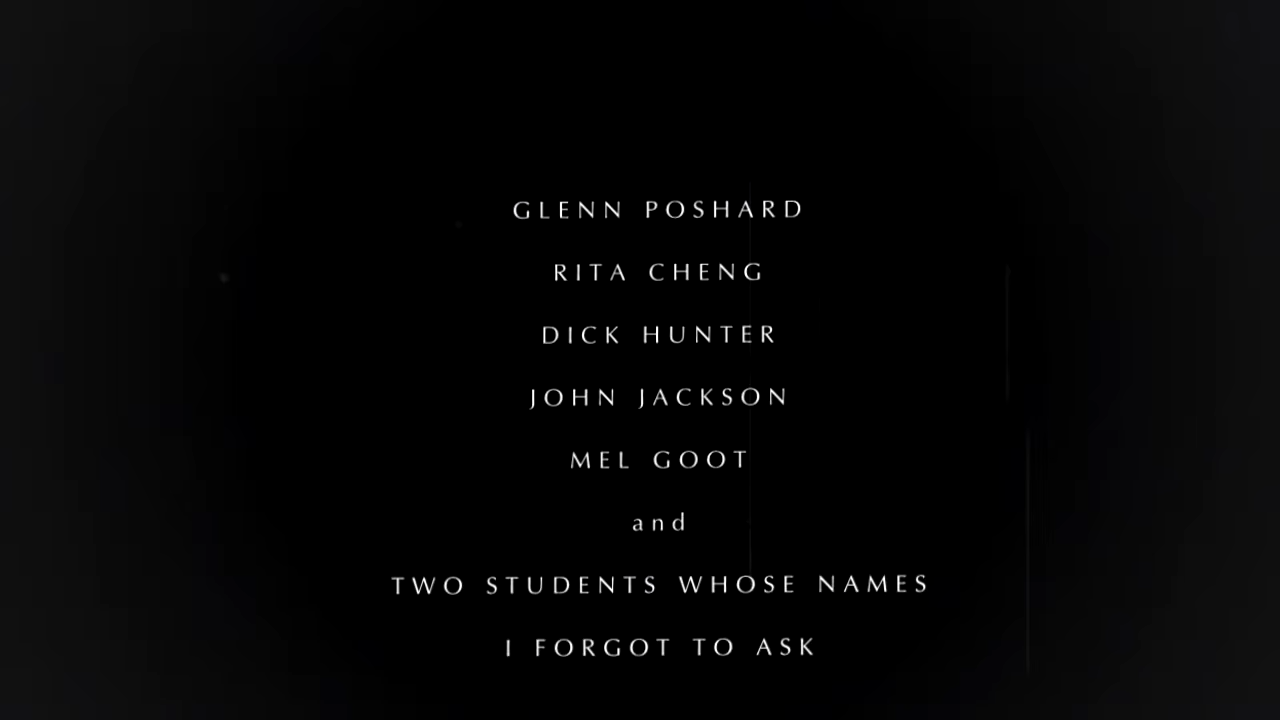 GLENN POSHARD
RITA CHENG
DICK HUNTER
JOHN JACKSON
MEL GOOT
and
TWO STUDENTS WHOSE NAMES
I FORGOT TO ASK